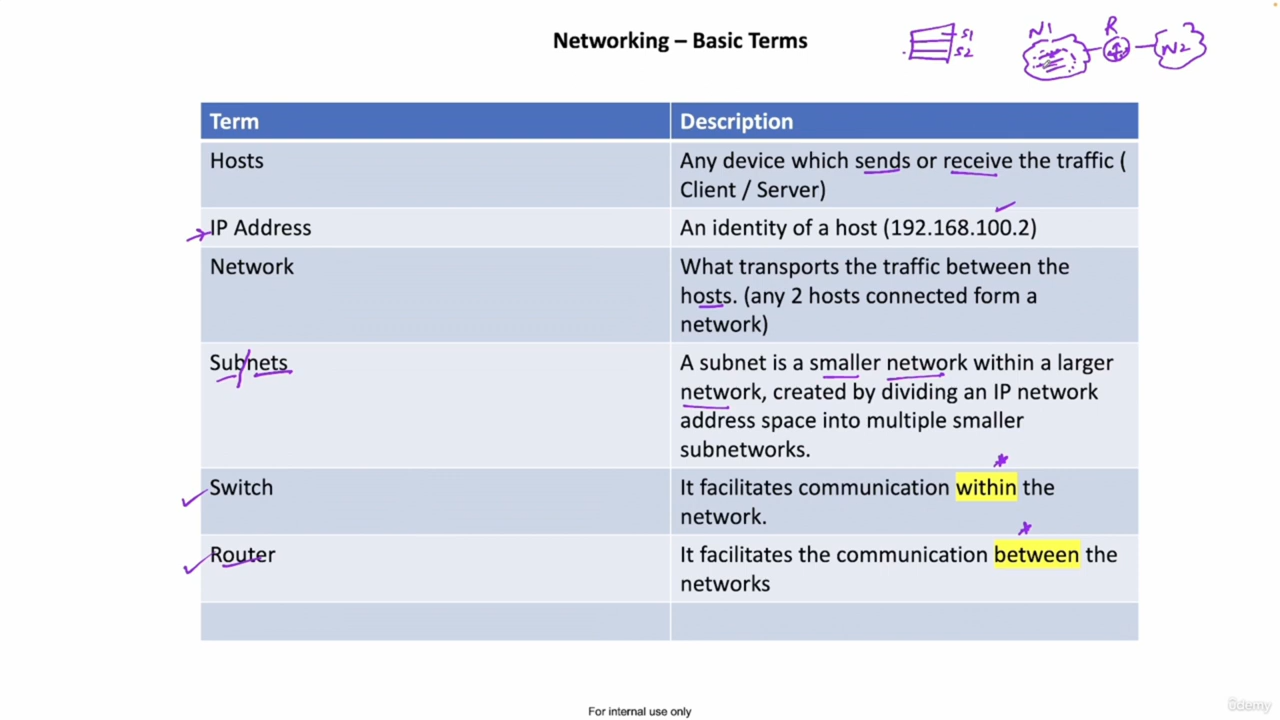 Networking – Basic Terms
S1
S2
N1
R
N2
Term
Description
Hosts
Any device which sends or receive the traffic (
Client / Server)
IP Address
An identity of a host (192.168.100.2)
Network
What transports the traffic between the
hosts. (any 2 hosts connected form a
network)
Subnets
A subnet is a smaller network within a larger
network, created by dividing an IP network
address space into multiple smaller
subnetworks.
Switch
It facilitates communication within the
network.
Router
It facilitates the communication between the
networks
For internal use only
ûdemy